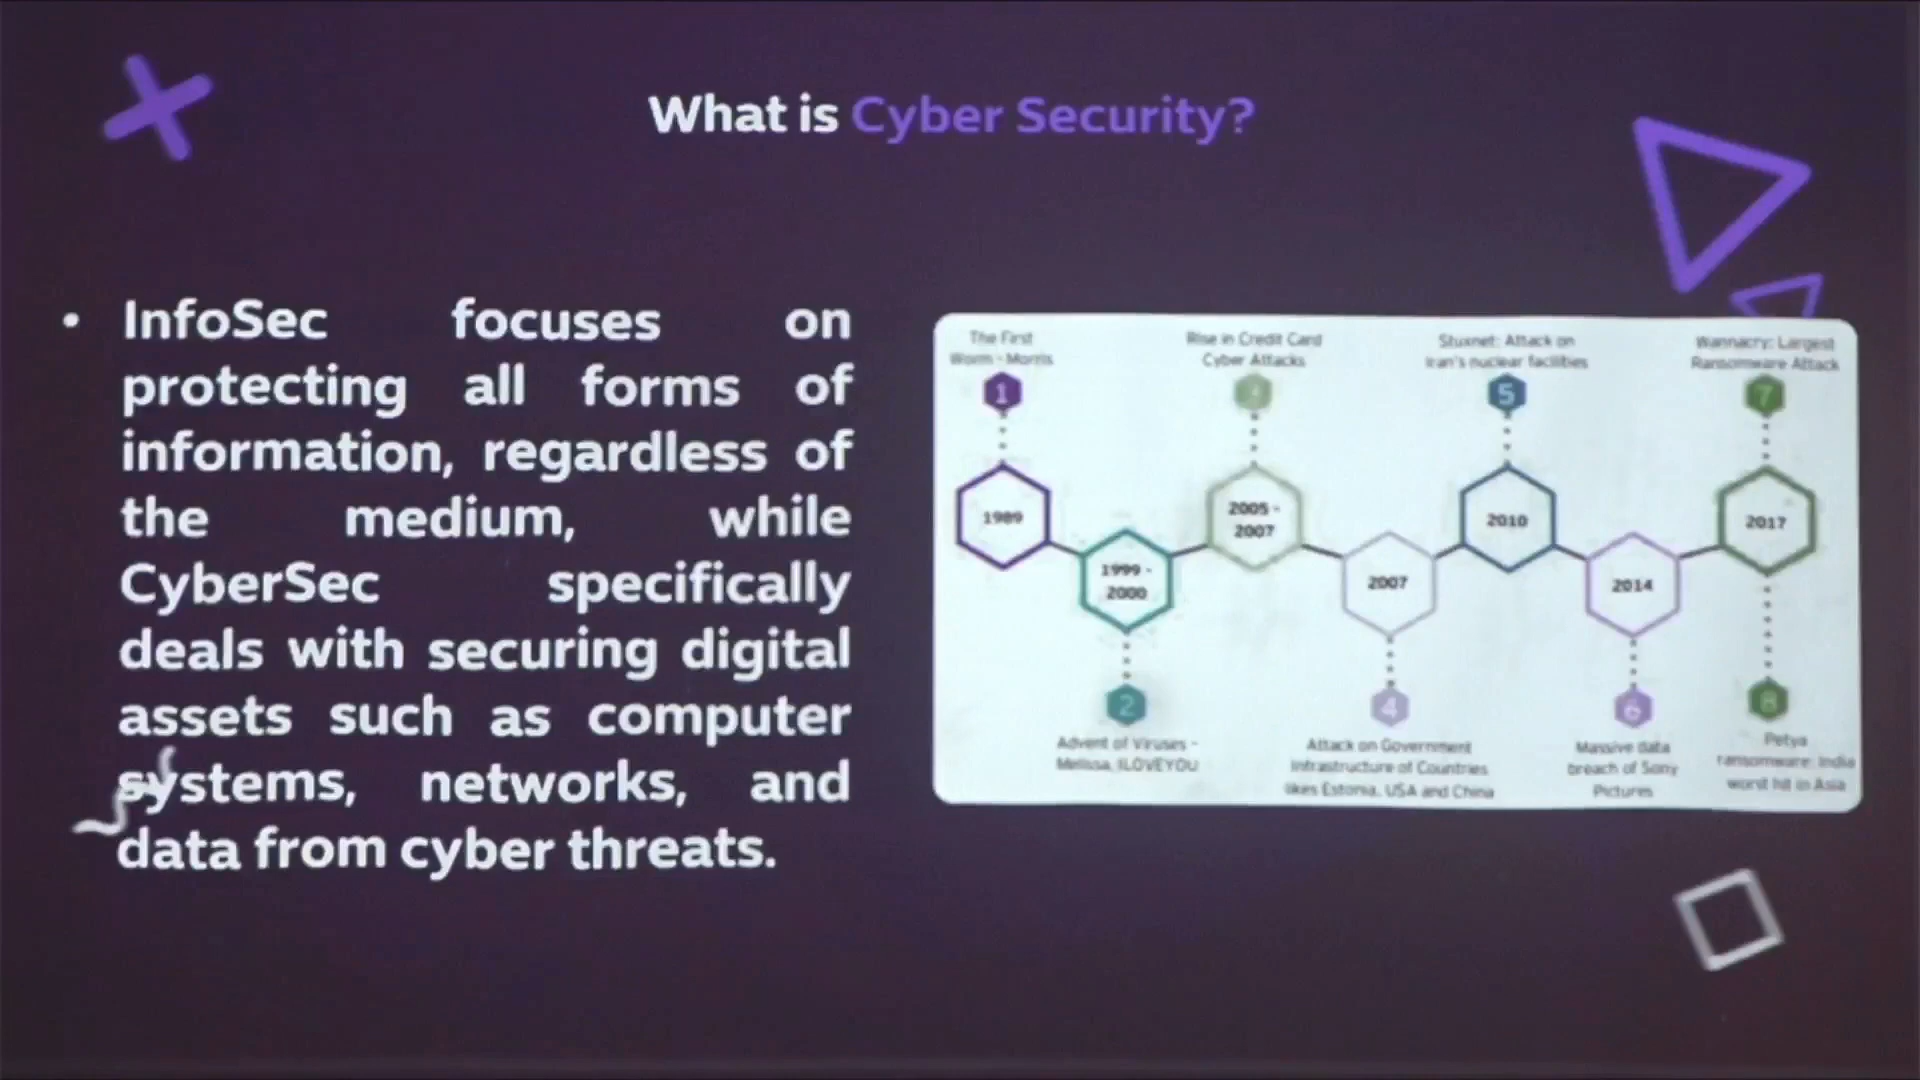 What is Cyber Security?
• InfoSec focuses on
protecting all forms of
information, regardless of
the medium, while
CyberSec specifically
deals with securing digital
assets such as computer
systems, networks, and
data from cyber threats.
The First
Worm - Morris
1
1989
1999 -
2000
2
Advent of Viruses -
Melissa, ILOVEYOU
Rise in Credit Card
Cyber Attacks
3
2005 -
2007
2007
4
Attack on Government
Infrastructure of Countries
likes Estonia, USA and China
Stuxnet: Attack on
Iran's nuclear facilities
5
2010
2014
6
Massive data
breach of Sony
Pictures
Wannacry: Largest
Ransomware Attack
7
2017
8
Petya
ransomware: India
worst hit in Asia